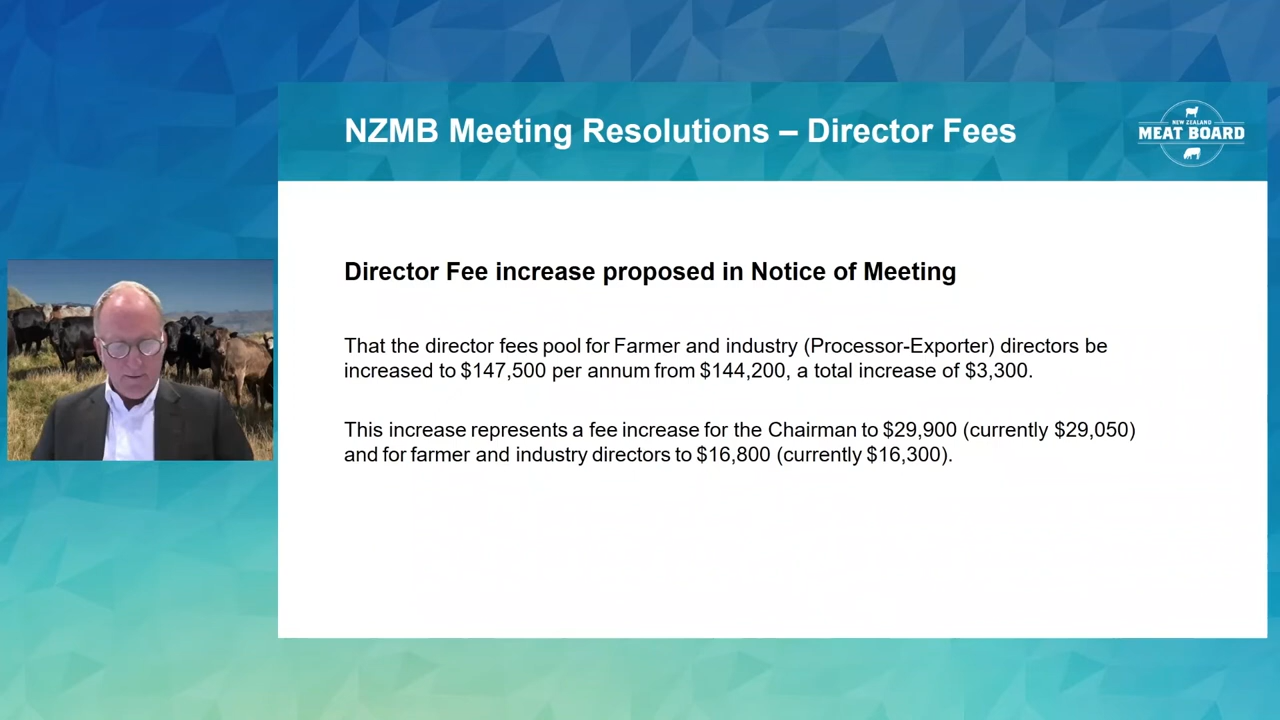 NZMB Meeting Resolutions – Director Fees
NEW ZEALAND
MEAT BOARD
Director Fee increase proposed in Notice of Meeting
That the director fees pool for Farmer and industry (Processor-Exporter) directors be
increased to $147,500 per annum from $144,200, a total increase of $3,300.
This increase represents a fee increase for the Chairman to $29,900 (currently $29,050)
and for farmer and industry directors to $16,800 (currently $16,300).